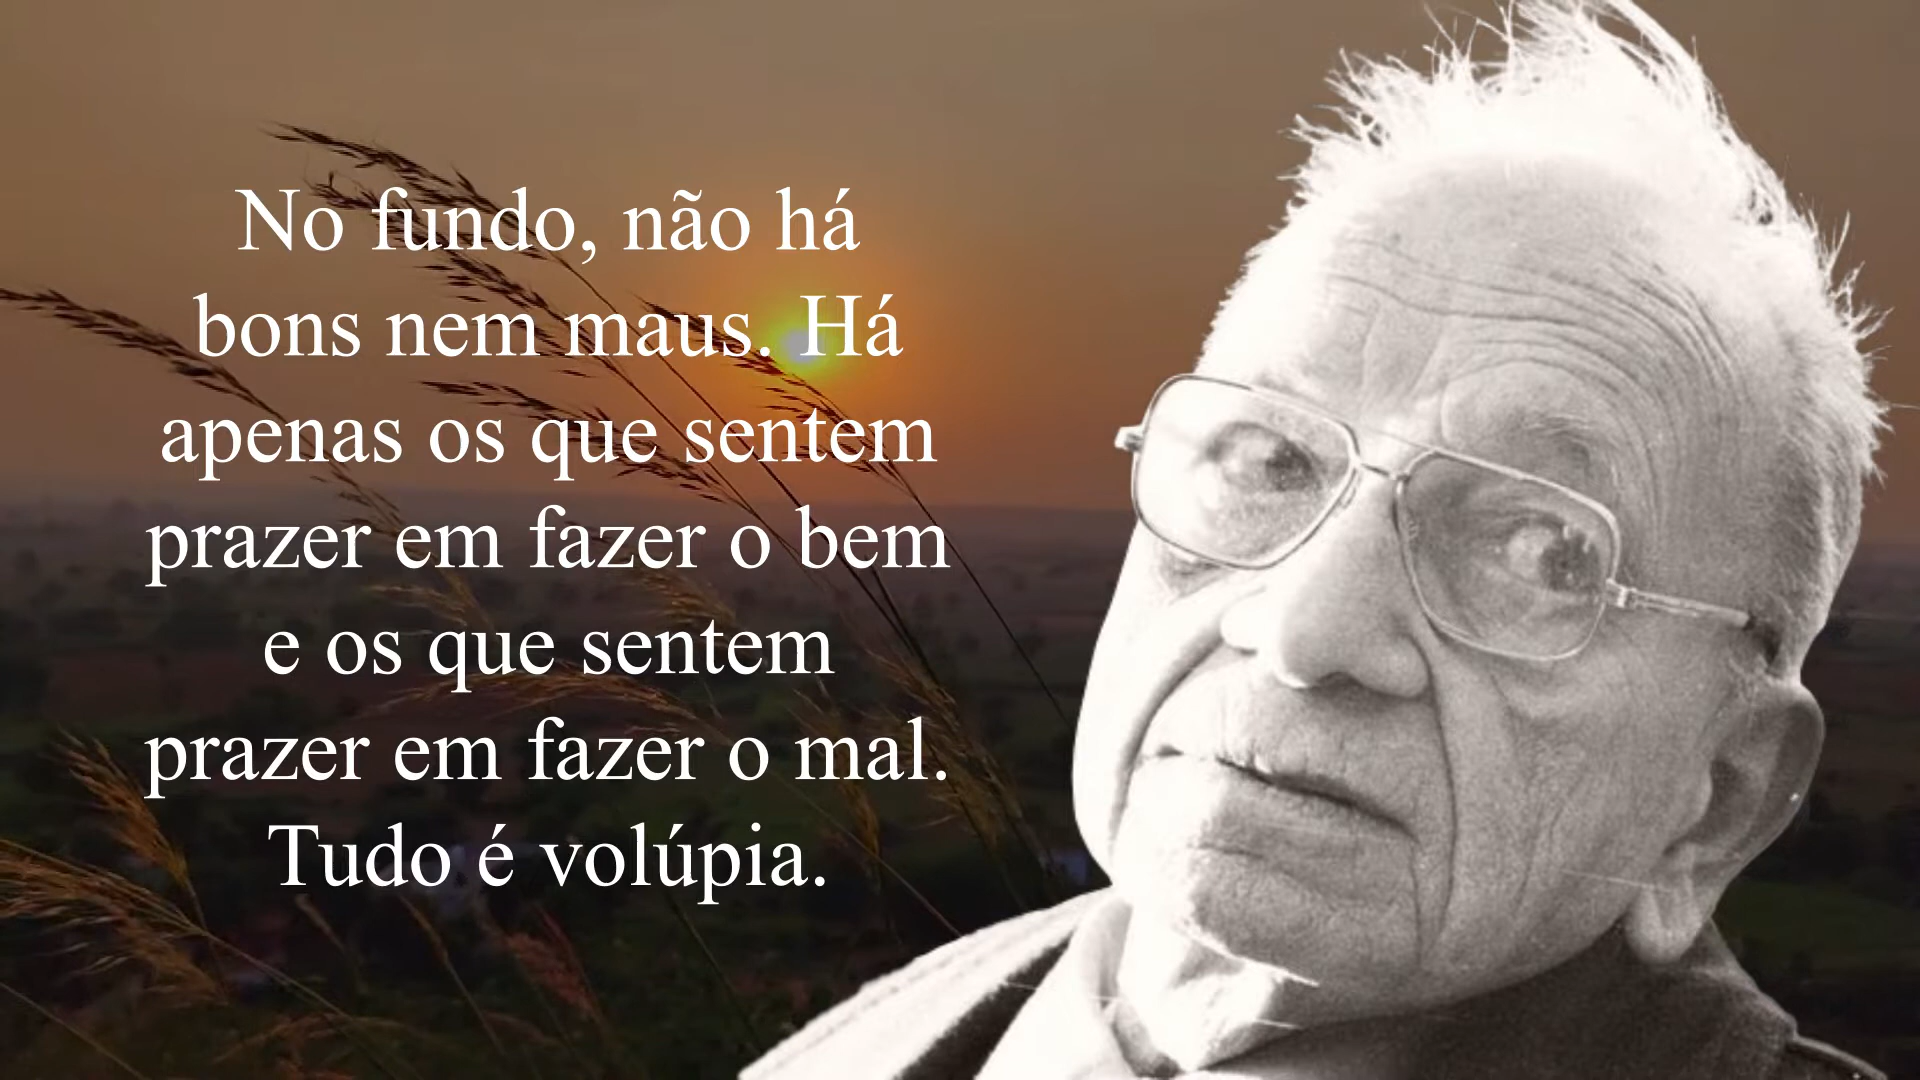 No fundo, não há
bons nem maus. Há
apenas os que sentem
prazer em fazer o bem
e os que sentem
prazer em fazer o mal.
Tudo é volúpia.